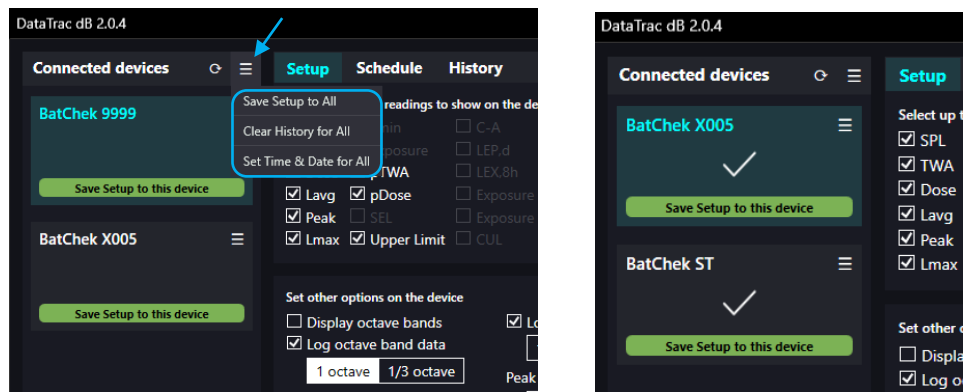 DataTrac dB 2.0.4
Connected devices
Setup Schedule History
BatChek 9999
Save Setup to this device
BatChek X005
Save Setup to this device
Save Setup to All
Clear History for All
Set Time & Date for All
readings to show on the de
C-A
posure LEP,d
pTWA LEX,8h
Lavg pDose Exposure
Peak SEL Exposure
Lmax Upper Limit CUL
Set other options on the device
Display octave bands
Log octave band data
1 octave 1/3 octave
Peak
DataTrac dB 2.0.4
Connected devices
Setup
BatChek X005
Save Setup to this device
BatChek ST
Save Setup to this device
Select up t
SPL
TWA
Dose
Lavg
Peak
Lmax
Set other o
Displa
Log oc